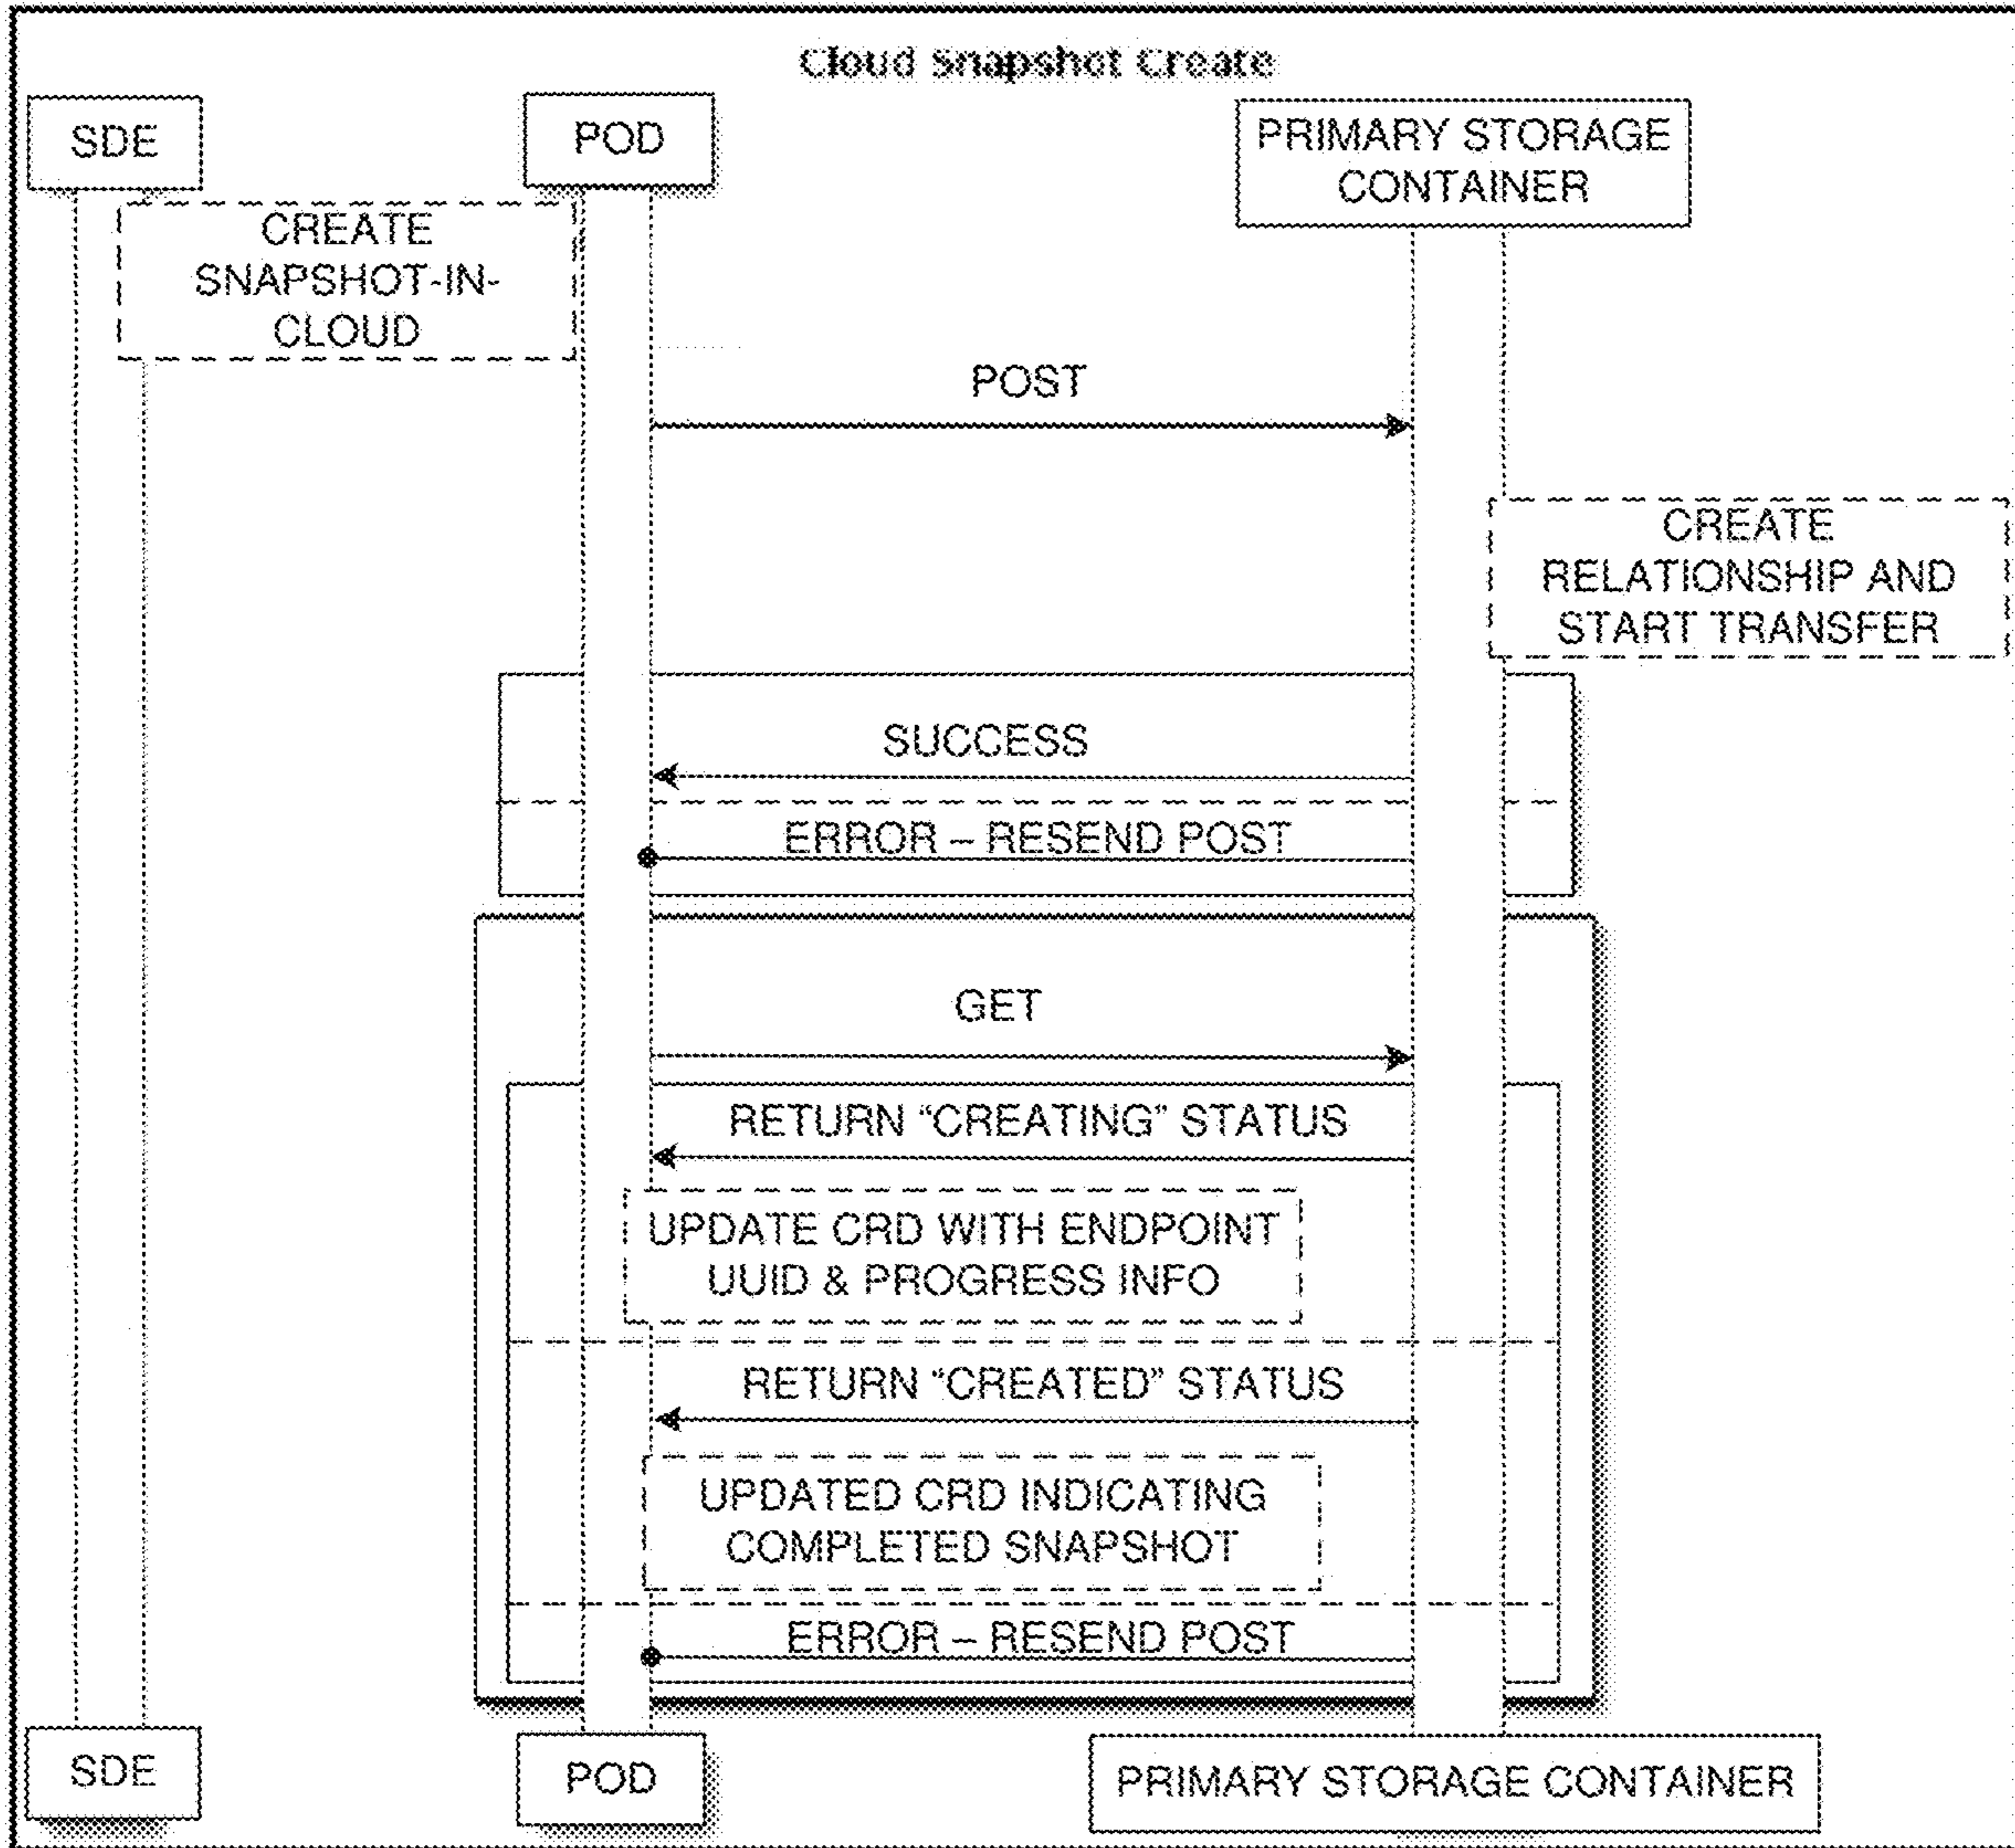 Cloud Snapshot Create
SDE
POD
PRIMARY STORAGE
CONTAINER
CREATE
SNAPSHOT-IN-
CLOUD
POST
CREATE
RELATIONSHIP AND
START TRANSFER
SUCCESS
ERROR – RESEND POST
GET
RETURN “CREATING” STATUS
UPDATE CRD WITH ENDPOINT
UUID & PROGRESS INFO
RETURN “CREATED” STATUS
UPDATED CRD INDICATING
COMPLETED SNAPSHOT
ERROR – RESEND POST
SDE
POD
PRIMARY STORAGE CONTAINER